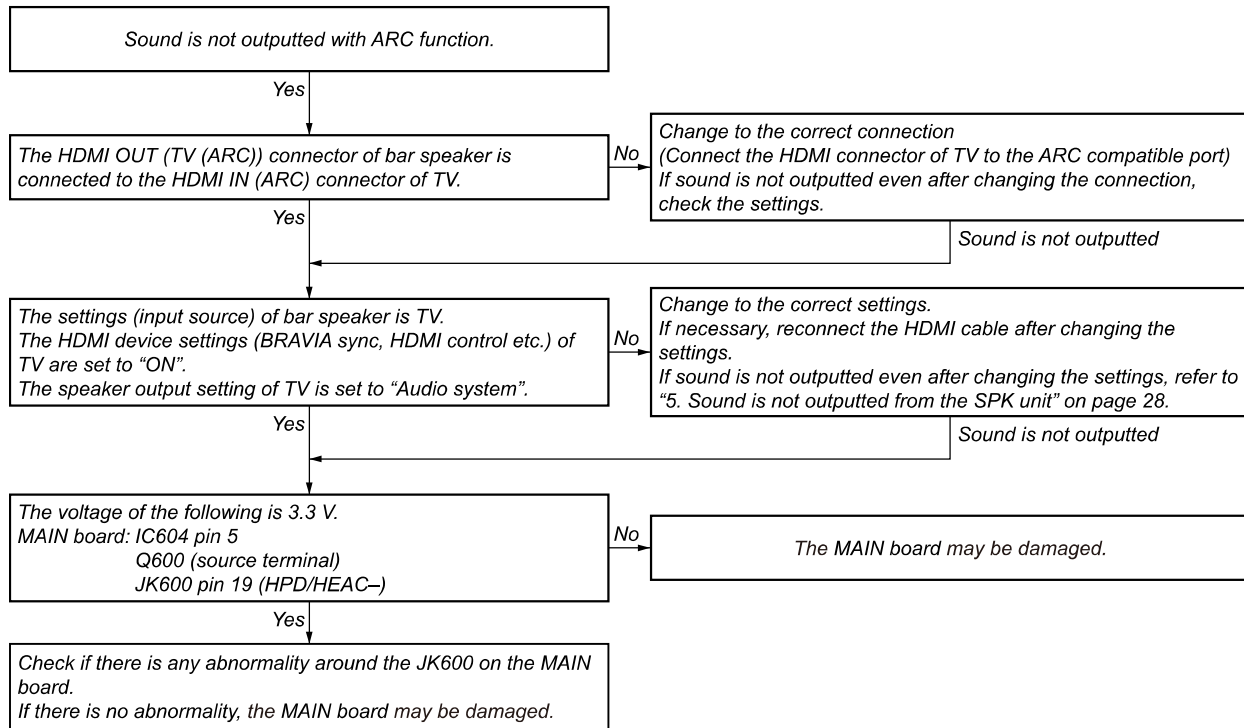 Sound is not outputted with ARC function.
Yes
The HDMI OUT (TV (ARC)) connector of bar speaker is
connected to the HDMI IN (ARC) connector of TV.
No
Change to the correct connection
(Connect the HDMI connector of TV to the ARC compatible port)
If sound is not outputted even after changing the connection,
check the settings.
Yes
Sound is not outputted
The settings (input source) of bar speaker is TV.
The HDMI device settings (BRAVIA sync, HDMI control etc.) of
TV are set to “ON”.
The speaker output setting of TV is set to “Audio system”.
No
Change to the correct settings.
If necessary, reconnect the HDMI cable after changing the
settings.
If sound is not outputted even after changing the settings, refer to
“5. Sound is not outputted from the SPK unit” on page 28.
Yes
Sound is not outputted
The voltage of the following is 3.3 V.
MAIN board: IC604 pin 5
Q600 (source terminal)
JK600 pin 19 (HPD/HEAC–)
No
The MAIN board may be damaged.
Yes
Check if there is any abnormality around the JK600 on the MAIN
board.
If there is no abnormality, the MAIN board may be damaged.